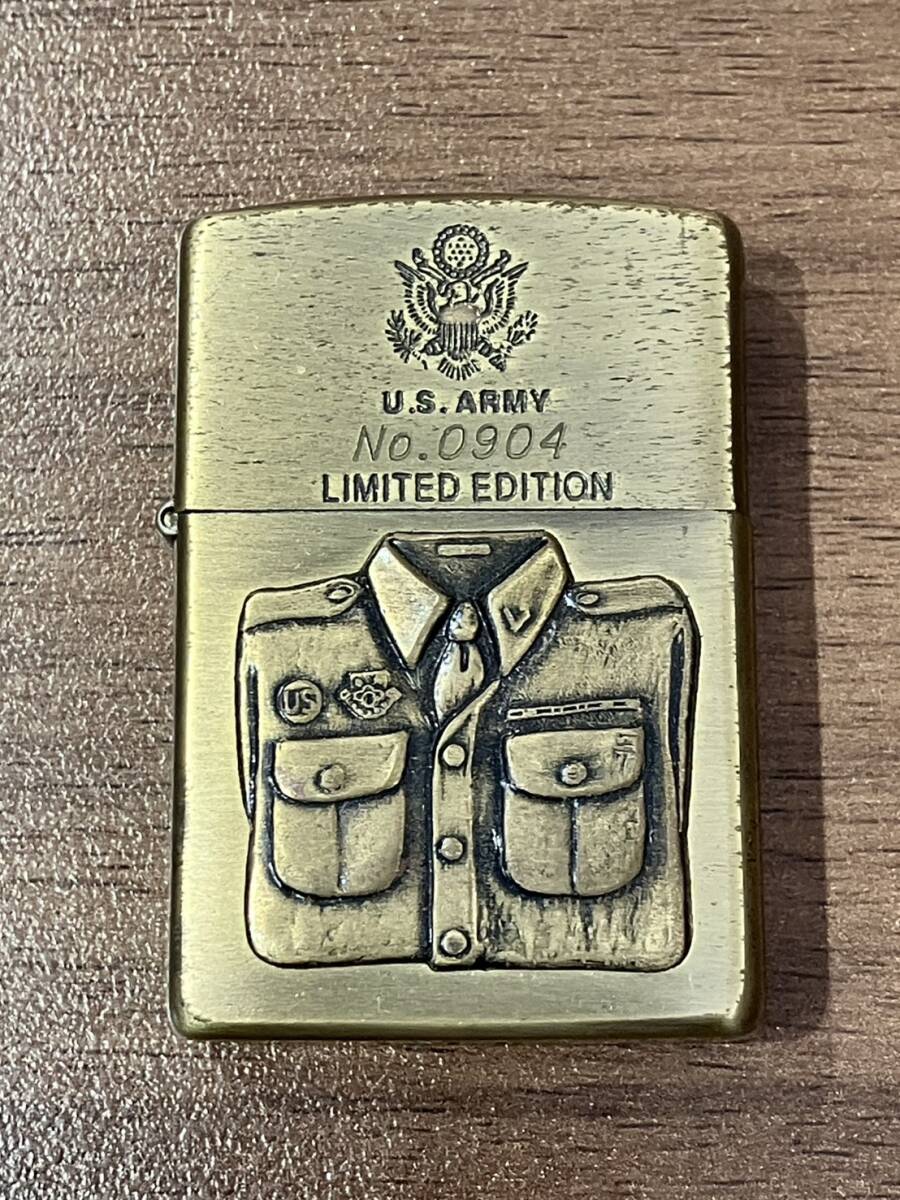 U.S. ARMY
No.0904
LIMITED EDITION
US